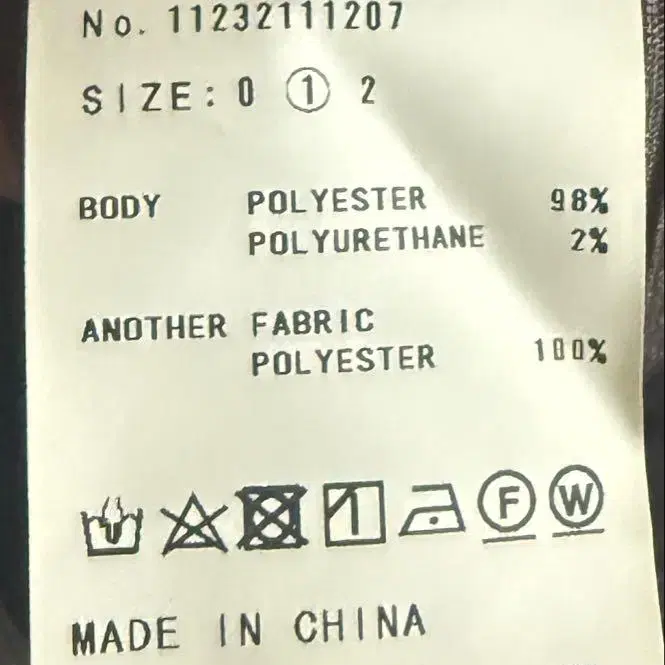 No. 11232111207
SIZE: 0 ① 2
BODY POLYESTER 98%
POLYURETHANE 2%
ANOTHER FABRIC
POLYESTER 100%
F W
MADE IN CHINA